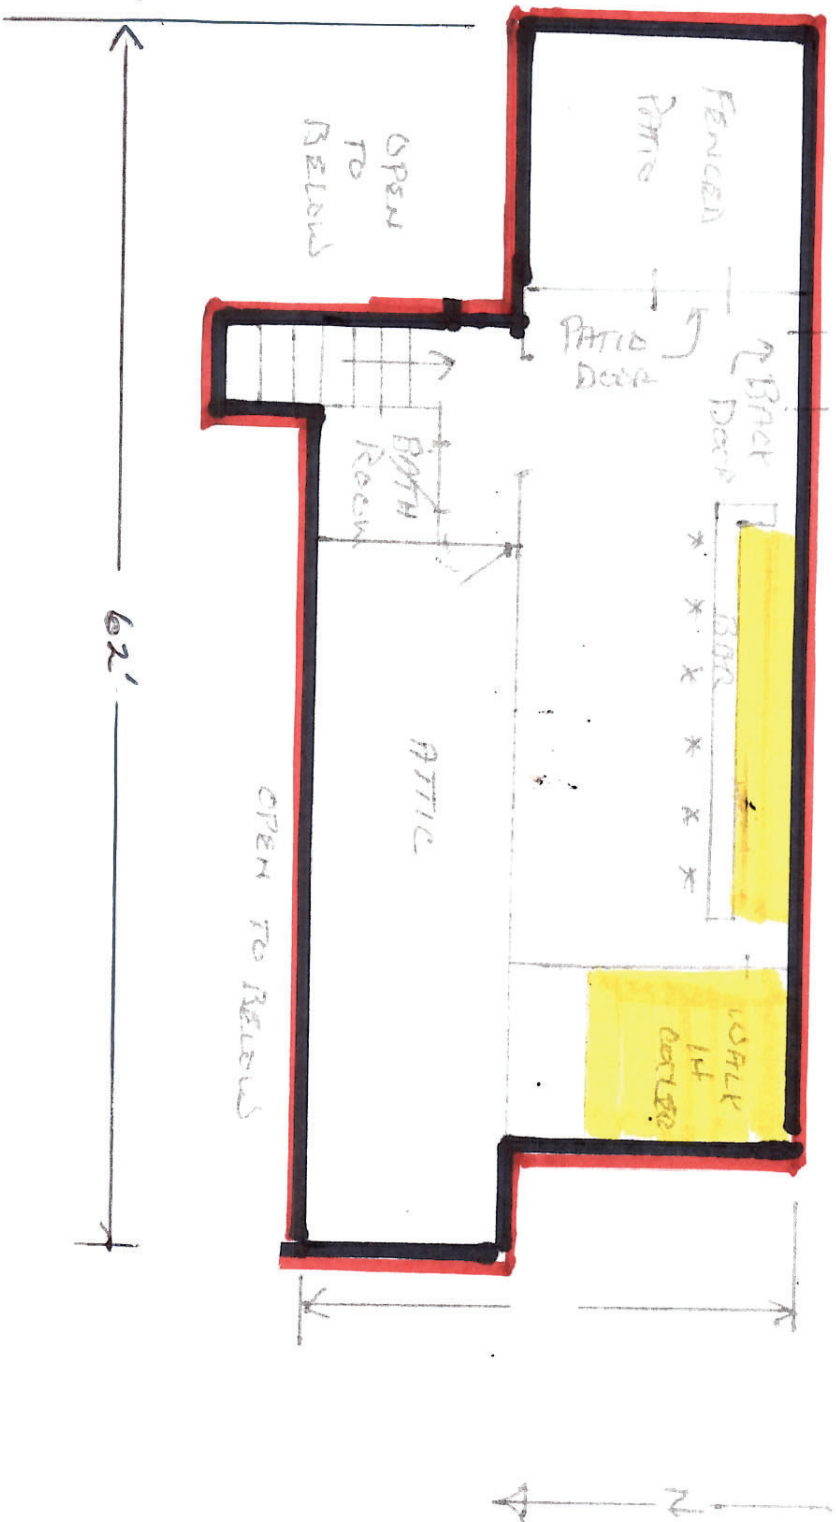 FENCED
PATIO
OPEN
TO
BELOW
PATIO
DOOR
BACK
DOOR
BATH
ROOM
BAR
ATTIC
WALK
IN
COOLER
OPEN TO BELOW
62'
N